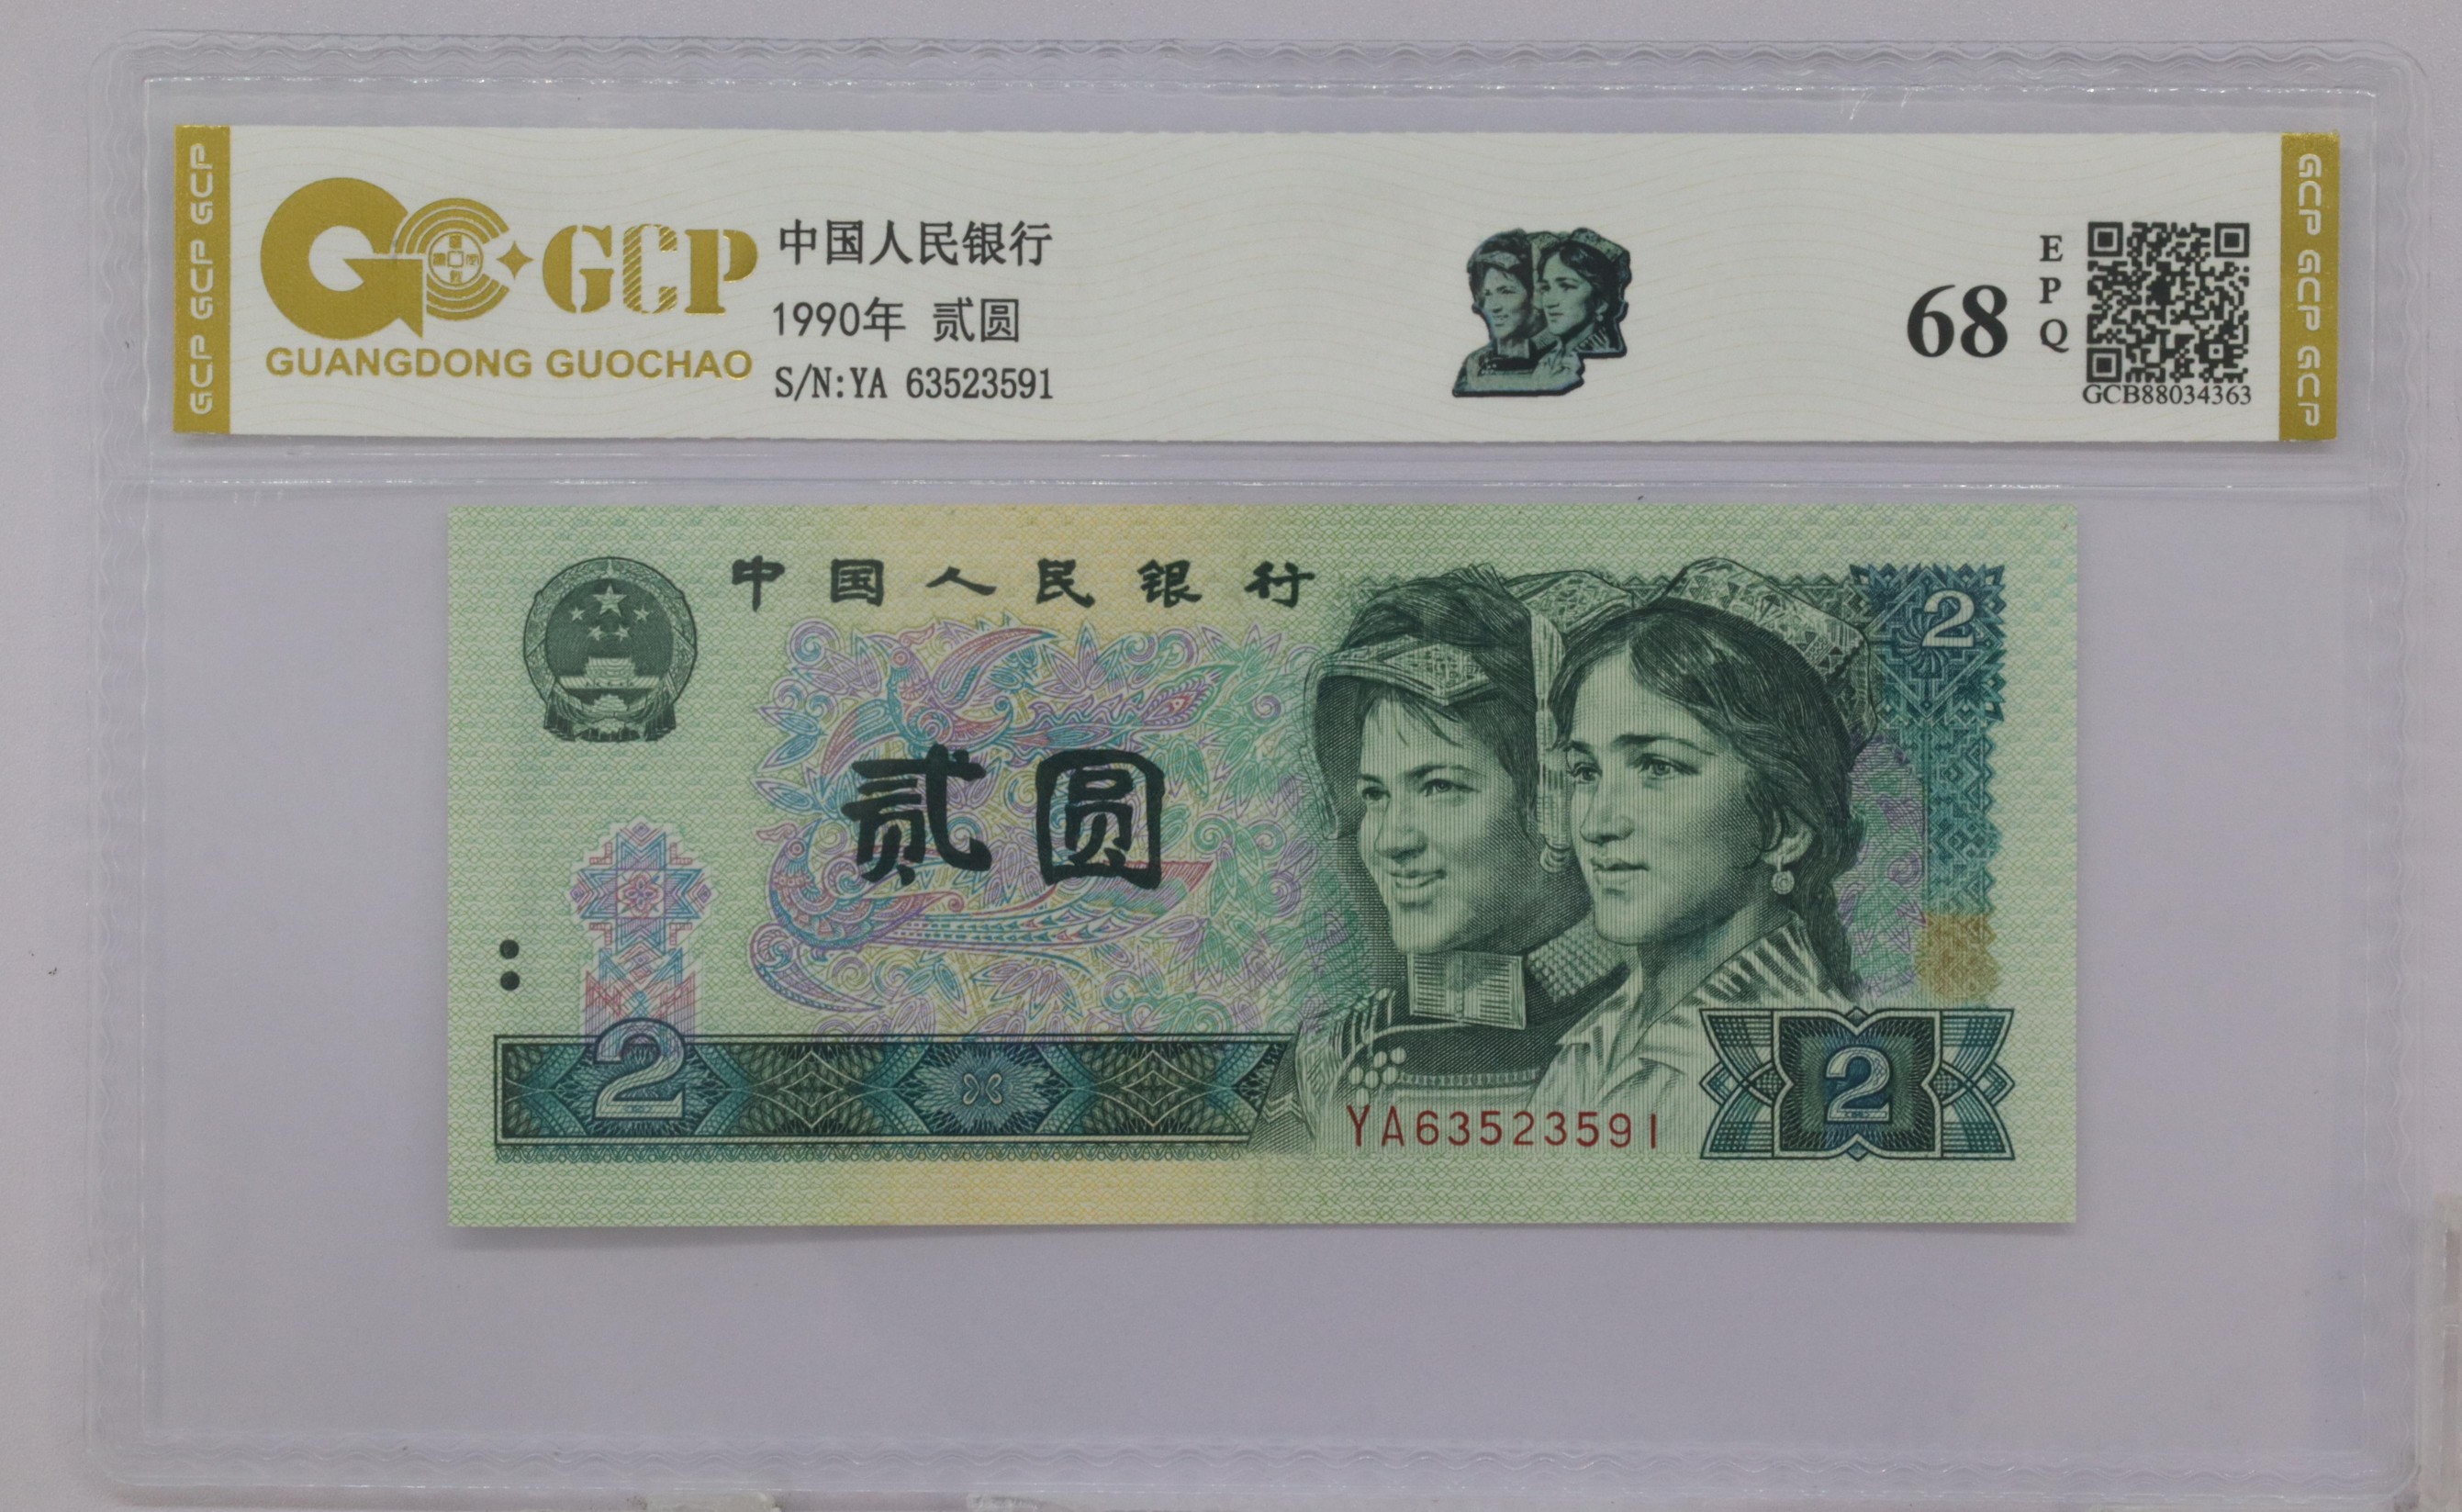 GCP GCP GCP
GCP
GUANGDONG GUOCHAO
中国人民银行
1990年 贰圆
S/N:YA 63523591
68
E
P
Q
GCB88034363
GCP GCP GCP
中国人民银行
2
贰圆
2
YA63523591
2